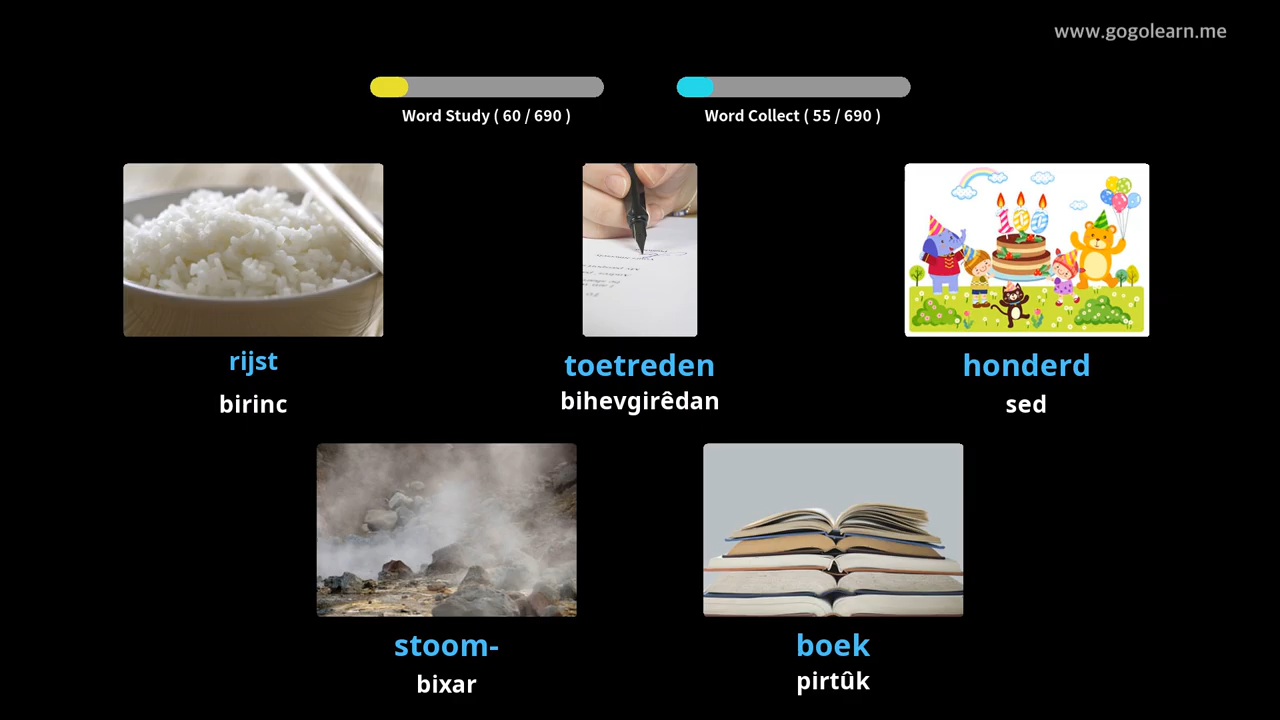 www.gogolearn.me
Word Study ( 60 / 690 )
Word Collect ( 55 / 690 )
100
rijst
birinc
toetreden
bihevgirêdan
honderd
sed
stoom-
bixar
boek
pirtûk